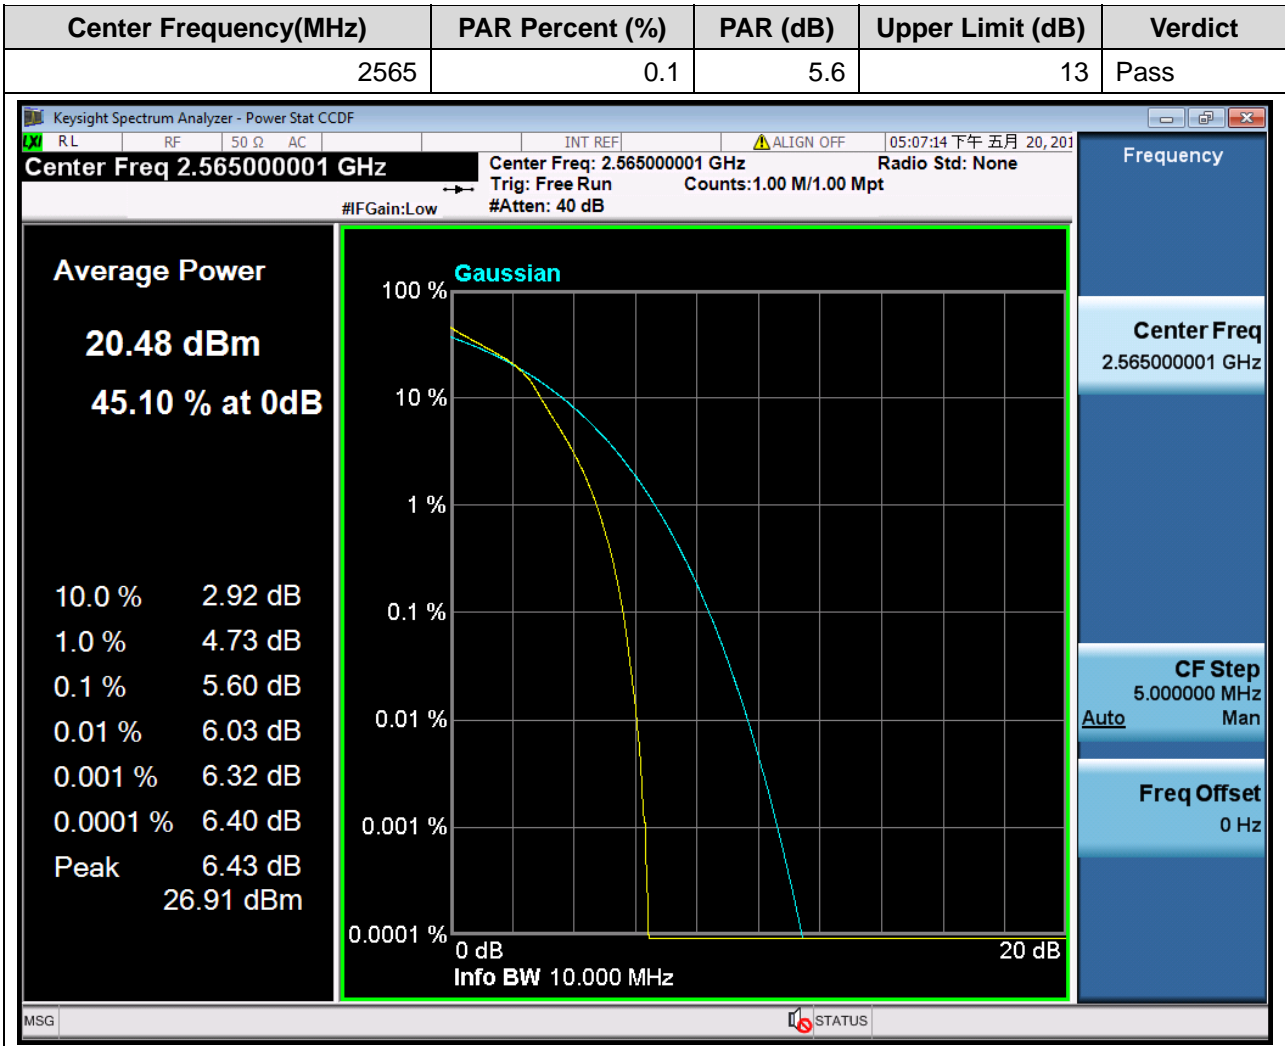 Center Frequency(MHz) PAR Percent (%) PAR (dB) Upper Limit (dB) Verdict
2565 0.1 5.6 13 Pass
Keysight Spectrum Analyzer - Power Stat CCDF
LXI RL RF 50 Ω AC INT REF ALIGN OFF 05:07:14 下午 五月 20, 201
Center Freq 2.565000001 GHz
#IFGain:Low
Center Freq: 2.565000001 GHz Radio Std: None
Trig: Free Run Counts:1.00 M/1.00 Mpt
#Atten: 40 dB
Average Power
20.48 dBm
45.10 % at 0dB
10.0 % 2.92 dB
1.0 % 4.73 dB
0.1 % 5.60 dB
0.01 % 6.03 dB
0.001 % 6.32 dB
0.0001 % 6.40 dB
Peak 6.43 dB
26.91 dBm
Gaussian
100 %
10 %
1 %
0.1 %
0.01 %
0.001 %
0.0001 %
0 dB 20 dB
Info BW 10.000 MHz
Frequency
Center Freq
2.565000001 GHz
CF Step
5.000000 MHz
Auto Man
Freq Offset
0 Hz
MSG STATUS